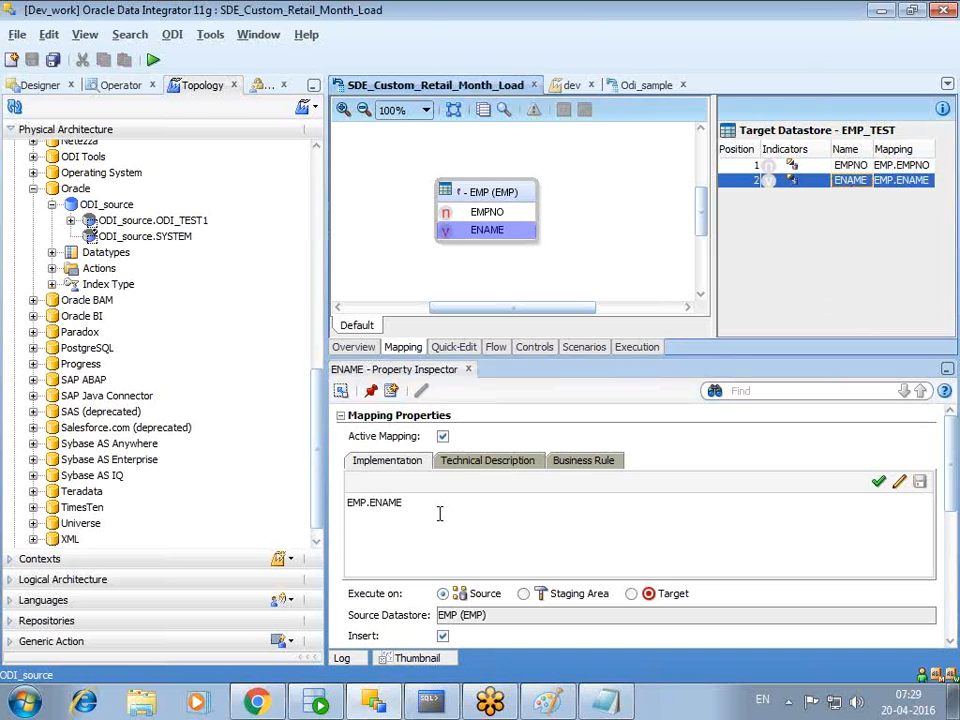 [Dev_work] Oracle Data Integrator 11g : SDE_Custom_Retail_Month_Load
File Edit View Search ODI Tools Window Help
Designer Operator Topology ... SDE_Custom_Retail_Month_Load dev Odi_sample
100%
Target Datastore - EMP_TEST
Position Indicators Name Mapping
1 EMPNO EMP.EMPNO
2 ENAME EMP.ENAME
Physical Architecture
Netezza
ODI Tools
Operating System
Oracle
ODI_source
ODI_source.ODI_TEST1
ODI_source.SYSTEM
Datatypes
Actions
Index Type
Oracle BAM
Oracle BI
Paradox
PostgreSQL
Progress
SAP ABAP
SAP Java Connector
SAS (deprecated)
Salesforce.com (deprecated)
Sybase AS Anywhere
Sybase AS Enterprise
Sybase AS IQ
Teradata
TimesTen
Universe
XML
Contexts
Logical Architecture
Languages
Repositories
Generic Action
- EMP (EMP)
n EMPNO
v ENAME
Default
Overview Mapping Quick-Edit Flow Controls Scenarios Execution
ENAME - Property Inspector
Find
Mapping Properties
Active Mapping:
Implementation Technical Description Business Rule
EMP.ENAME
Execute on: Source Staging Area Target
Source Datastore: EMP (EMP)
Insert:
Log Thumbnail
ODI_source
EN
07:29
20-04-2016